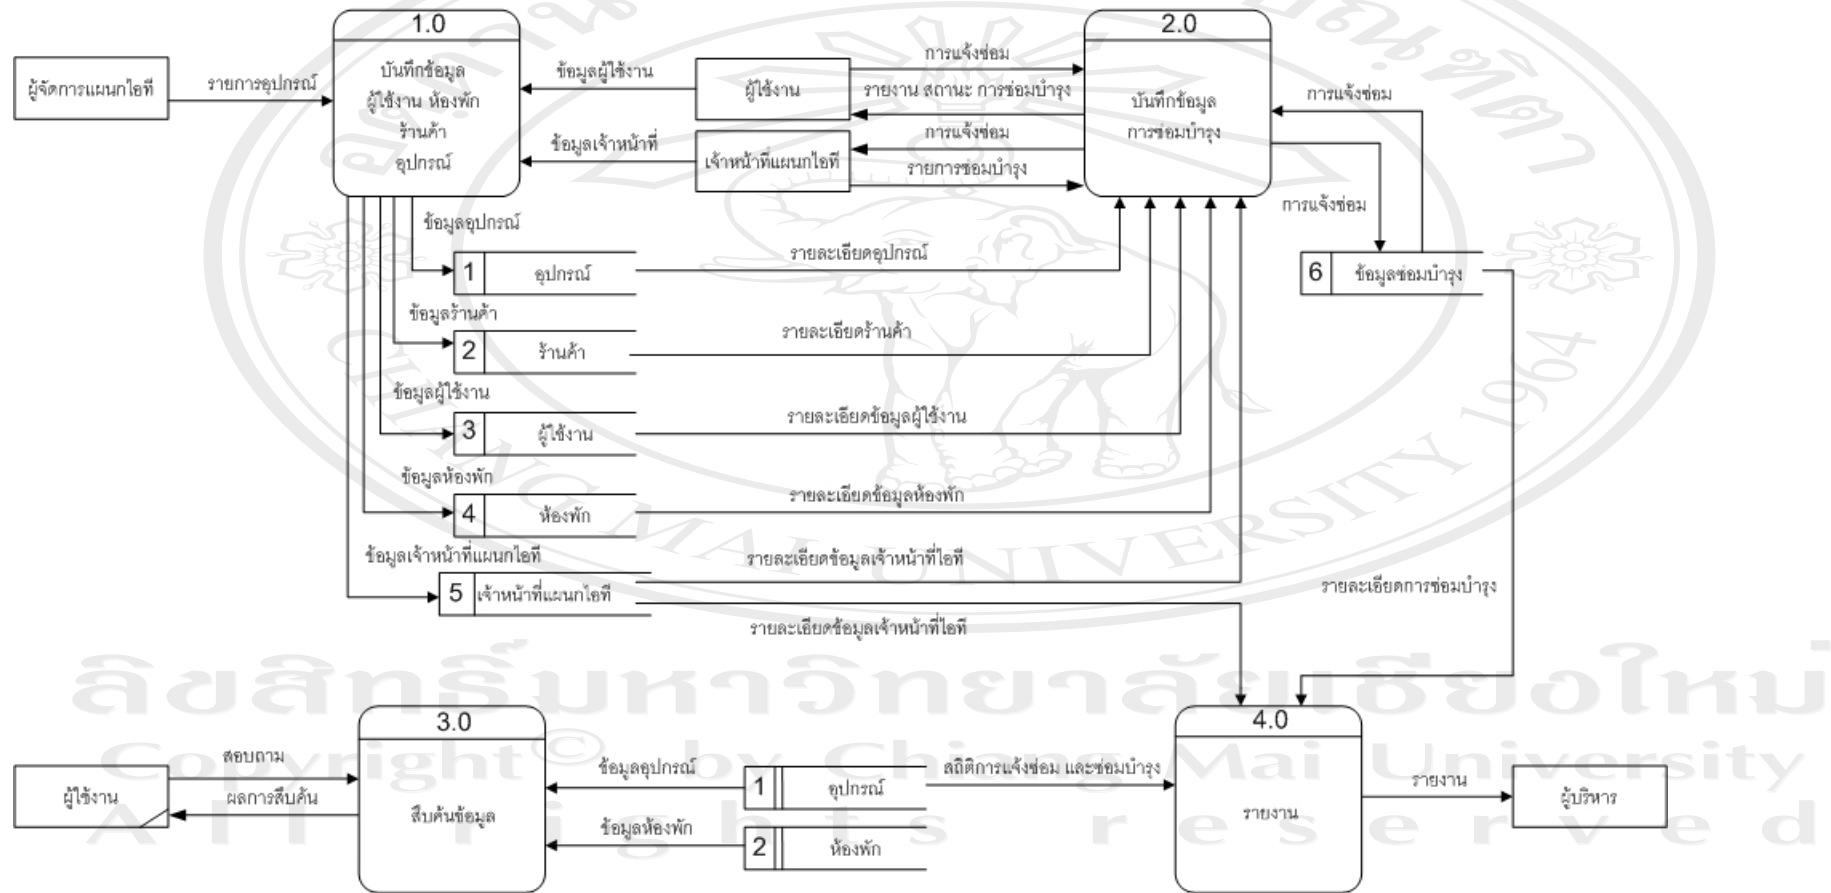 1.0
บันทึกข้อมูล
ผู้ใช้งาน ห้องพัก
ร้านค้า
อุปกรณ์
ผู้จัดการแผนกไอที
รายการอุปกรณ์
ข้อมูลผู้ใช้งาน
ข้อมูลเจ้าหน้าที่
ผู้ใช้งาน
เจ้าหน้าที่แผนกไอที
การแจ้งซ่อม
รายงาน สถานะ การซ่อมบำรุง
การแจ้งซ่อม
รายการซ่อมบำรุง
2.0
บันทึกข้อมูล
การซ่อมบำรุง
การแจ้งซ่อม
การแจ้งซ่อม
6 ข้อมูลซ่อมบำรุง
ข้อมูลอุปกรณ์
1 อุปกรณ์
รายละเอียดอุปกรณ์
ข้อมูลร้านค้า
2 ร้านค้า
รายละเอียดร้านค้า
ข้อมูลผู้ใช้งาน
3 ผู้ใช้งาน
รายละเอียดข้อมูลผู้ใช้งาน
ข้อมูลห้องพัก
4 ห้องพัก
รายละเอียดข้อมูลห้องพัก
ข้อมูลเจ้าหน้าที่แผนกไอที
5 เจ้าหน้าที่แผนกไอที
รายละเอียดข้อมูลเจ้าหน้าที่ไอที
รายละเอียดข้อมูลเจ้าหน้าที่ไอที
รายละเอียดการซ่อมบำรุง
CHIANG MAI UNIVERSITY 1964
ลิขสิทธิ์มหาวิทยาลัยเชียงใหม่
Copyright© by Chiang Mai University
All rights reserved
3.0
สืบค้นข้อมูล
ผู้ใช้งาน
สอบถาม
ผลการสืบค้น
ข้อมูลอุปกรณ์
1 อุปกรณ์
ข้อมูลห้องพัก
2 ห้องพัก
สถิติการแจ้งซ่อม และซ่อมบำรุง
4.0
รายงาน
รายงาน
ผู้บริหาร